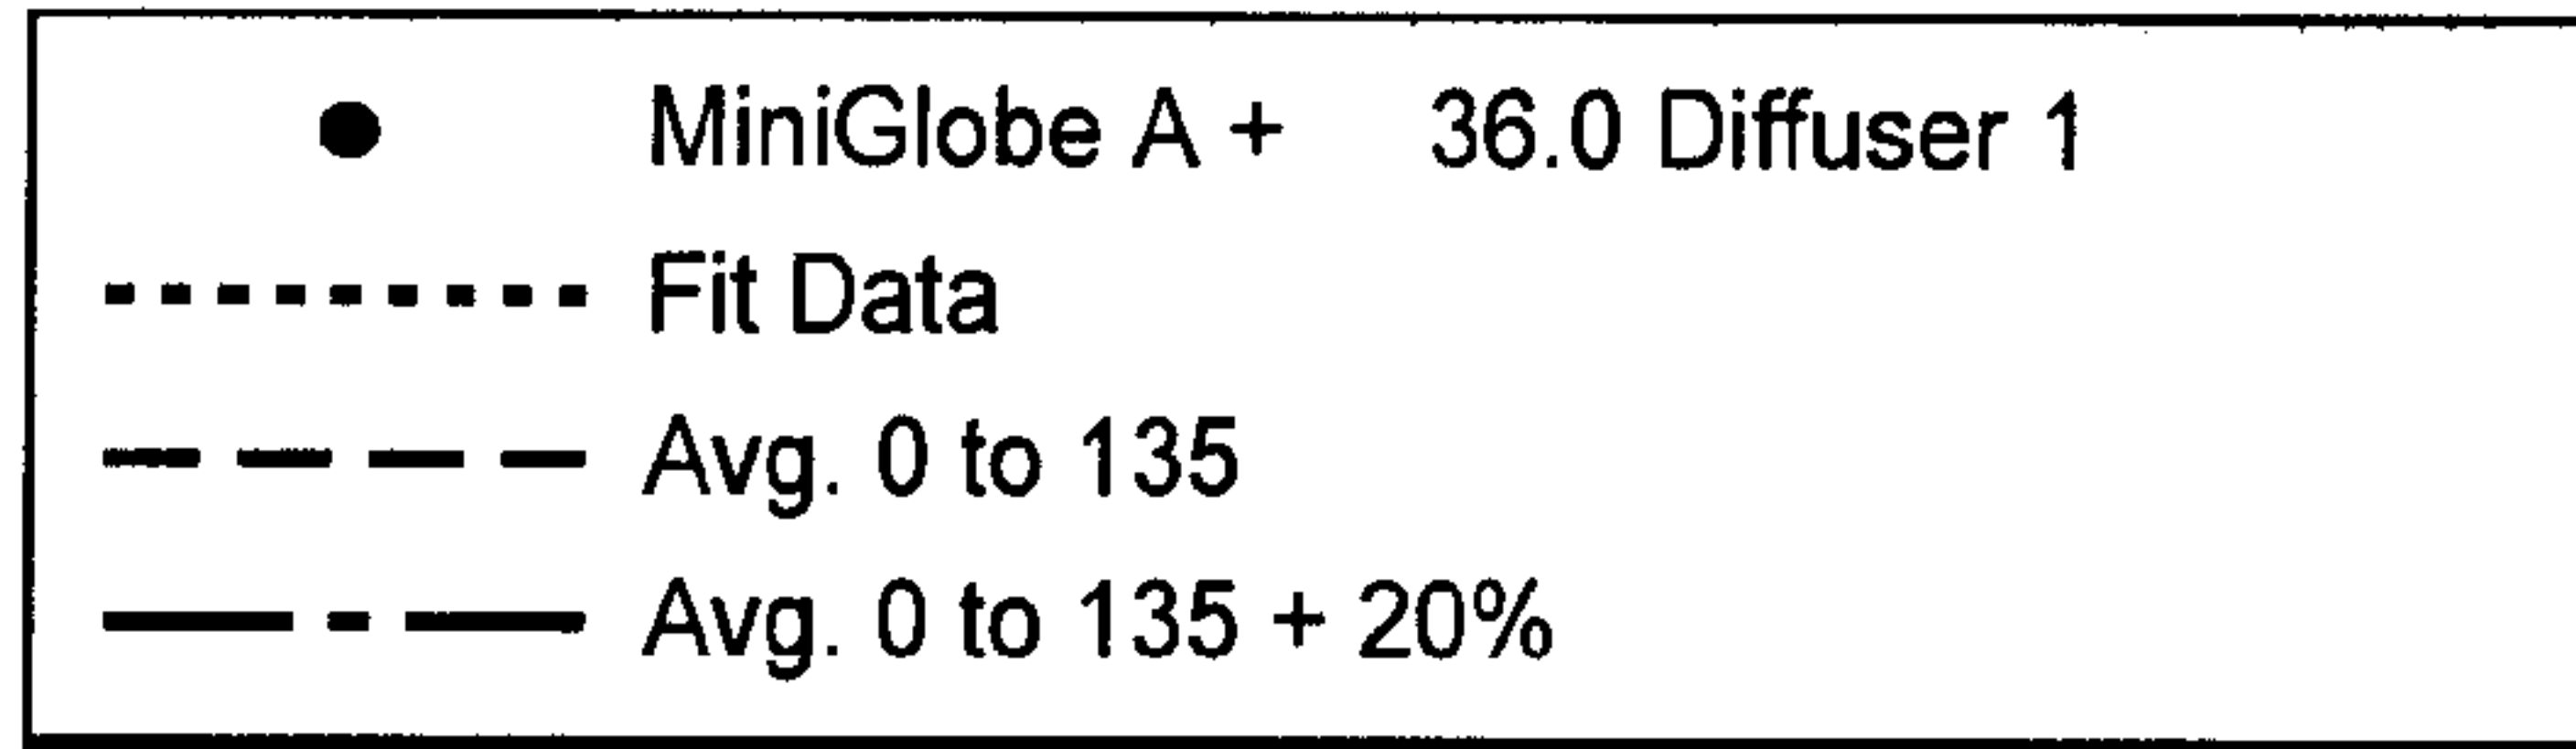 MiniGlobe A + 36.0 Diffuser 1
Fit Data
Avg. 0 to 135
Avg. 0 to 135 + 20%